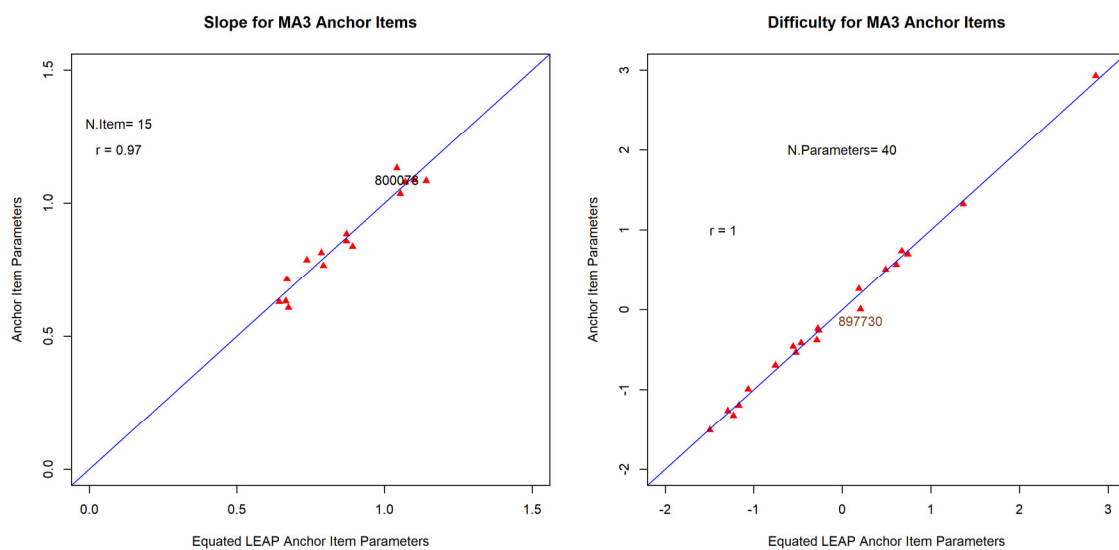 Slope for MA3 Anchor Items
1.5
1.0
0.5
0.0
Anchor Item Parameters
N.Item= 15
r = 0.97
800078
0.0 0.5 1.0 1.5
Equated LEAP Anchor Item Parameters
Difficulty for MA3 Anchor Items
3
2
1
0
-1
-2
Anchor Item Parameters
N.Parameters= 40
r = 1
897730
-2 -1 0 1 2 3
Equated LEAP Anchor Item Parameters